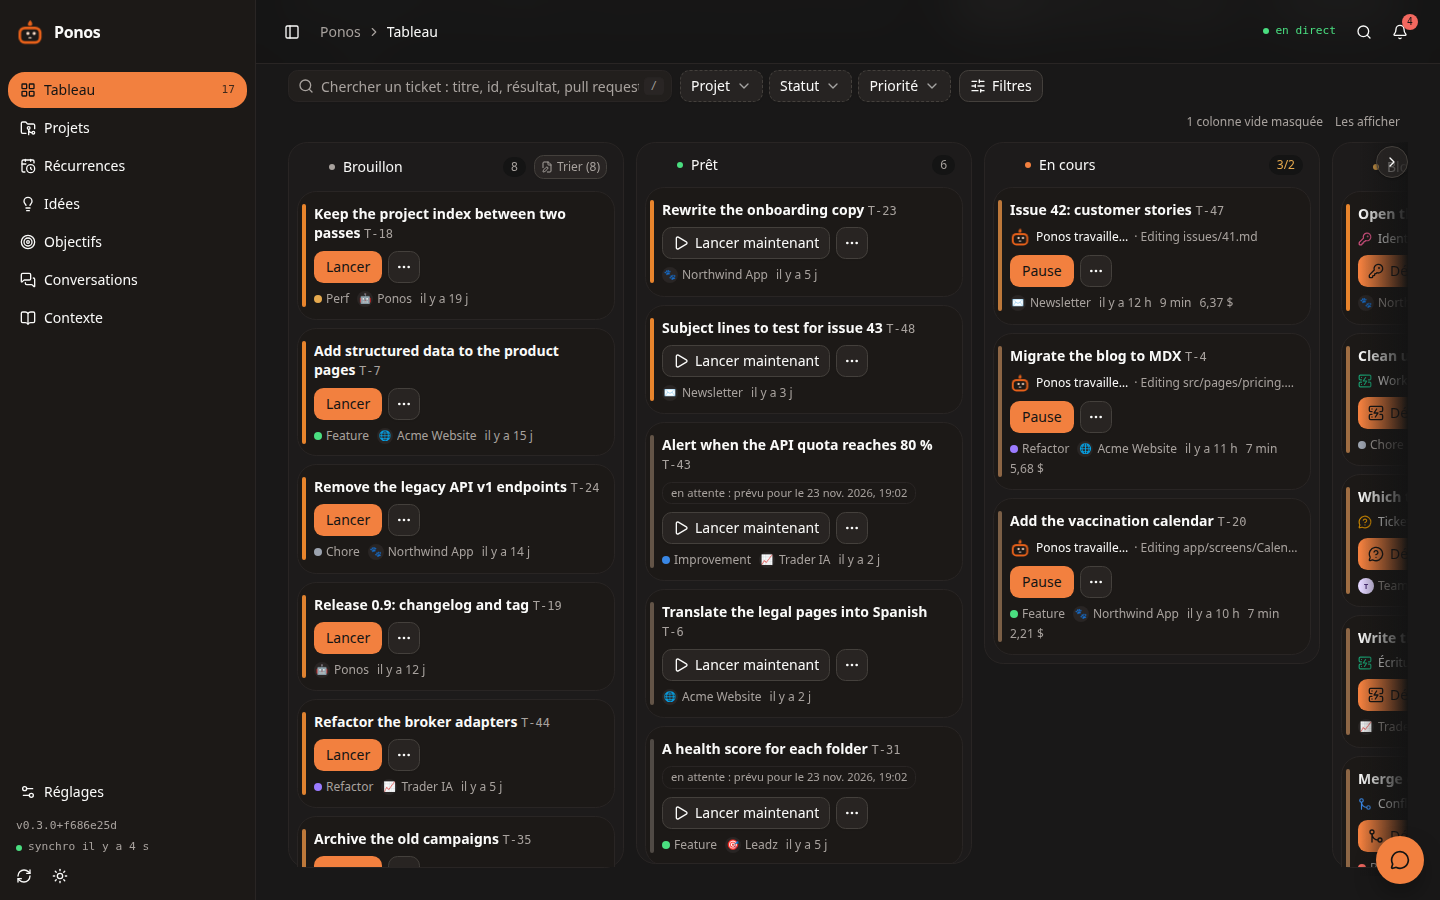 Ponos
Tableau 17
Projets
Récurrences
Idées
Objectifs
Conversations
Contexte
Réglages
v0.3.0+f686e25d
synchro il y a 4 s
Ponos > Tableau
en direct
4
Chercher un ticket : titre, id, résultat, pull request /
Projet
Statut
Priorité
Filtres
1 colonne vide masquée Les afficher
Brouillon 8 Trier (8)
Keep the project index between two
passes T-18
Lancer
Perf Ponos il y a 19 j
Add structured data to the product
pages T-7
Lancer
Feature Acme Website il y a 15 j
Remove the legacy API v1 endpoints T-24
Lancer
Chore Northwind App il y a 14 j
Release 0.9: changelog and tag T-19
Lancer
Ponos il y a 12 j
Refactor the broker adapters T-44
Lancer
Refactor Trader IA il y a 5 j
Archive the old campaigns T-35
Prêt 6
Rewrite the onboarding copy T-23
Lancer maintenant
Northwind App il y a 5 j
Subject lines to test for issue 43 T-48
Lancer maintenant
Newsletter il y a 3 j
Alert when the API quota reaches 80 %
T-43
en attente : prévu pour le 23 nov. 2026, 19:02
Lancer maintenant
Improvement Trader IA il y a 2 j
Translate the legal pages into Spanish
T-6
Lancer maintenant
Acme Website il y a 2 j
A health score for each folder T-31
en attente : prévu pour le 23 nov. 2026, 19:02
Lancer maintenant
Feature Leadz il y a 5 j
En cours 3/2
Issue 42: customer stories T-47
Ponos travaille... · Editing issues/41.md
Pause
Newsletter il y a 12 h 9 min 6,37 $
Migrate the blog to MDX T-4
Ponos travaille... · Editing src/pages/pricing....
Pause
Refactor Acme Website il y a 11 h 7 min
5,68 $
Add the vaccination calendar T-20
Ponos travaille... · Editing app/screens/Calen...
Pause
Feature Northwind App il y a 10 h 7 min
2,21 $
Open
Clean
Chore
Which
Write
Merge